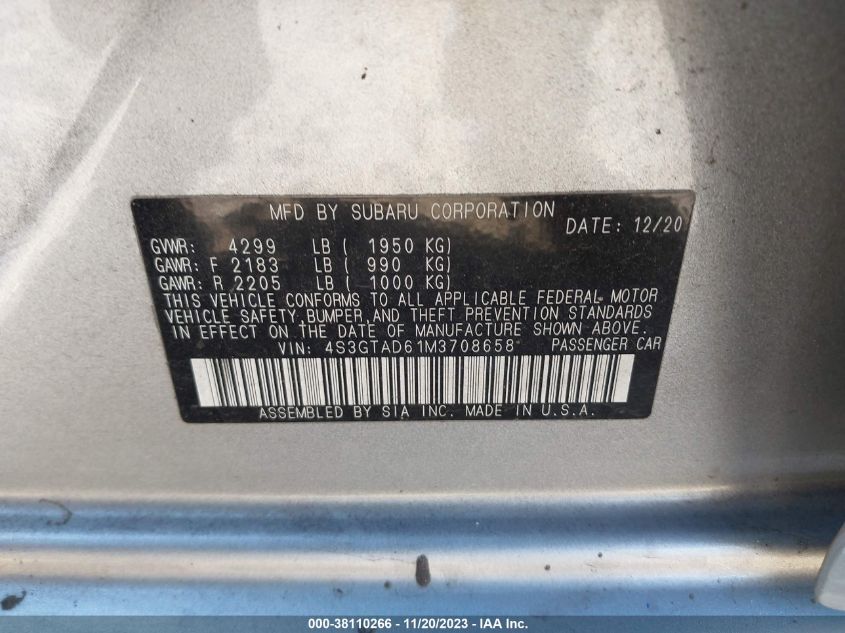 MFD BY SUBARU CORPORATION
DATE: 12/20
GVWR: 4299 LB ( 1950 KG)
GAWR: F 2183 LB ( 990 KG)
GAWR: R 2205 LB ( 1000 KG)
THIS VEHICLE CONFORMS TO ALL APPLICABLE FEDERAL MOTOR
VEHICLE SAFETY, BUMPER, AND THEFT PREVENTION STANDARDS
IN EFFECT ON THE DATE OF MANUFACTURE SHOWN ABOVE.
VIN: 4S3GTAD61M3708658 PASSENGER CAR
ASSEMBLED BY SIA INC. MADE IN U.S.A.
000-38110266 - 11/20/2023 - IAA Inc.